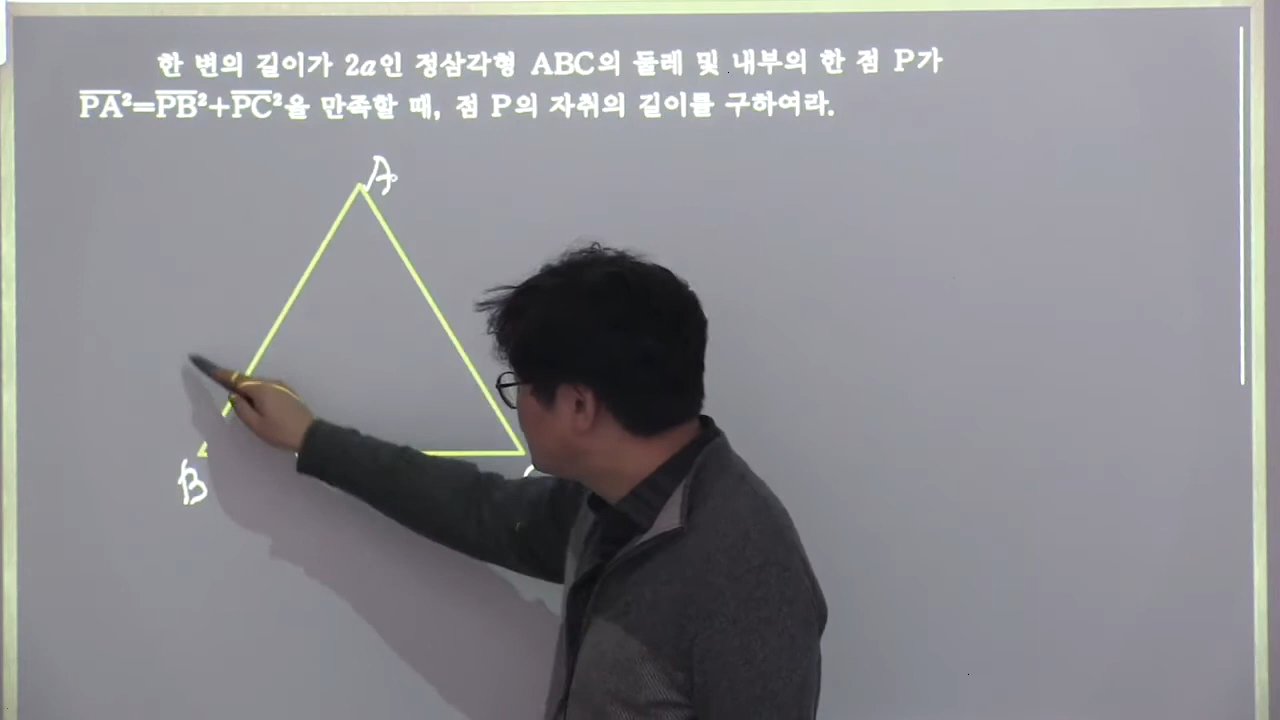 한 변의 길이가 2a인 정삼각형 ABC의 둘레 및 내부의 한 점 P가
PA²=PB²+PC²을 만족할 때, 점 P의 자취의 길이를 구하여라.
A
B